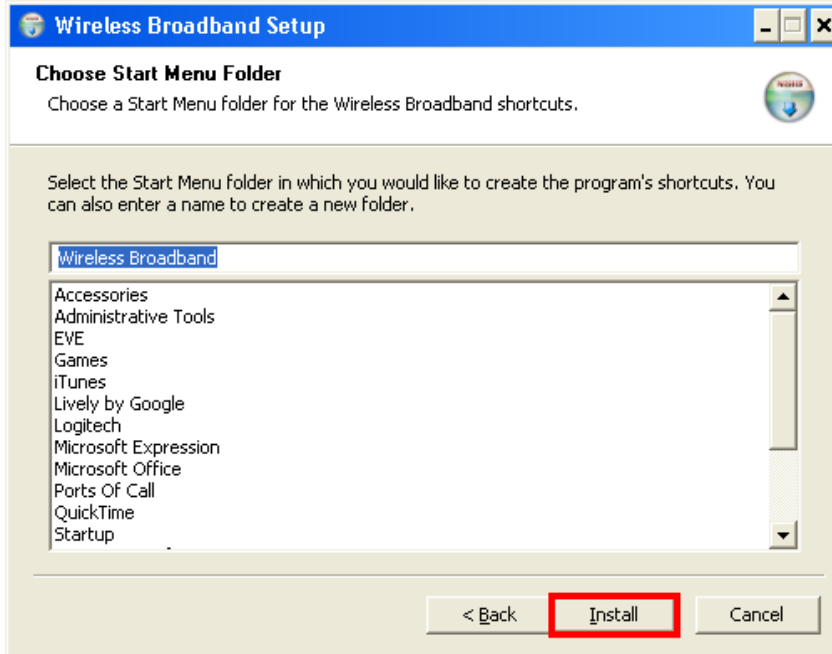 Wireless Broadband Setup
Choose Start Menu Folder
Choose a Start Menu folder for the Wireless Broadband shortcuts.
Select the Start Menu folder in which you would like to create the program's shortcuts. You
can also enter a name to create a new folder.
Wireless Broadband
Accessories
Administrative Tools
EVE
Games
iTunes
Lively by Google
Logitech
Microsoft Expression
Microsoft Office
Ports Of Call
QuickTime
Startup
< Back
Install
Cancel